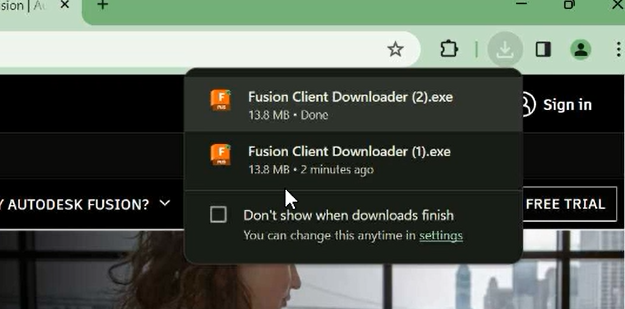 Fusion Client Downloader (2).exe
13.8 MB • Done
Sign in
Fusion Client Downloader (1).exe
13.8 MB • 2 minutes ago
AUTODESK FUSION?
FREE TRIAL
Don't show when downloads finish
You can change this anytime in settings